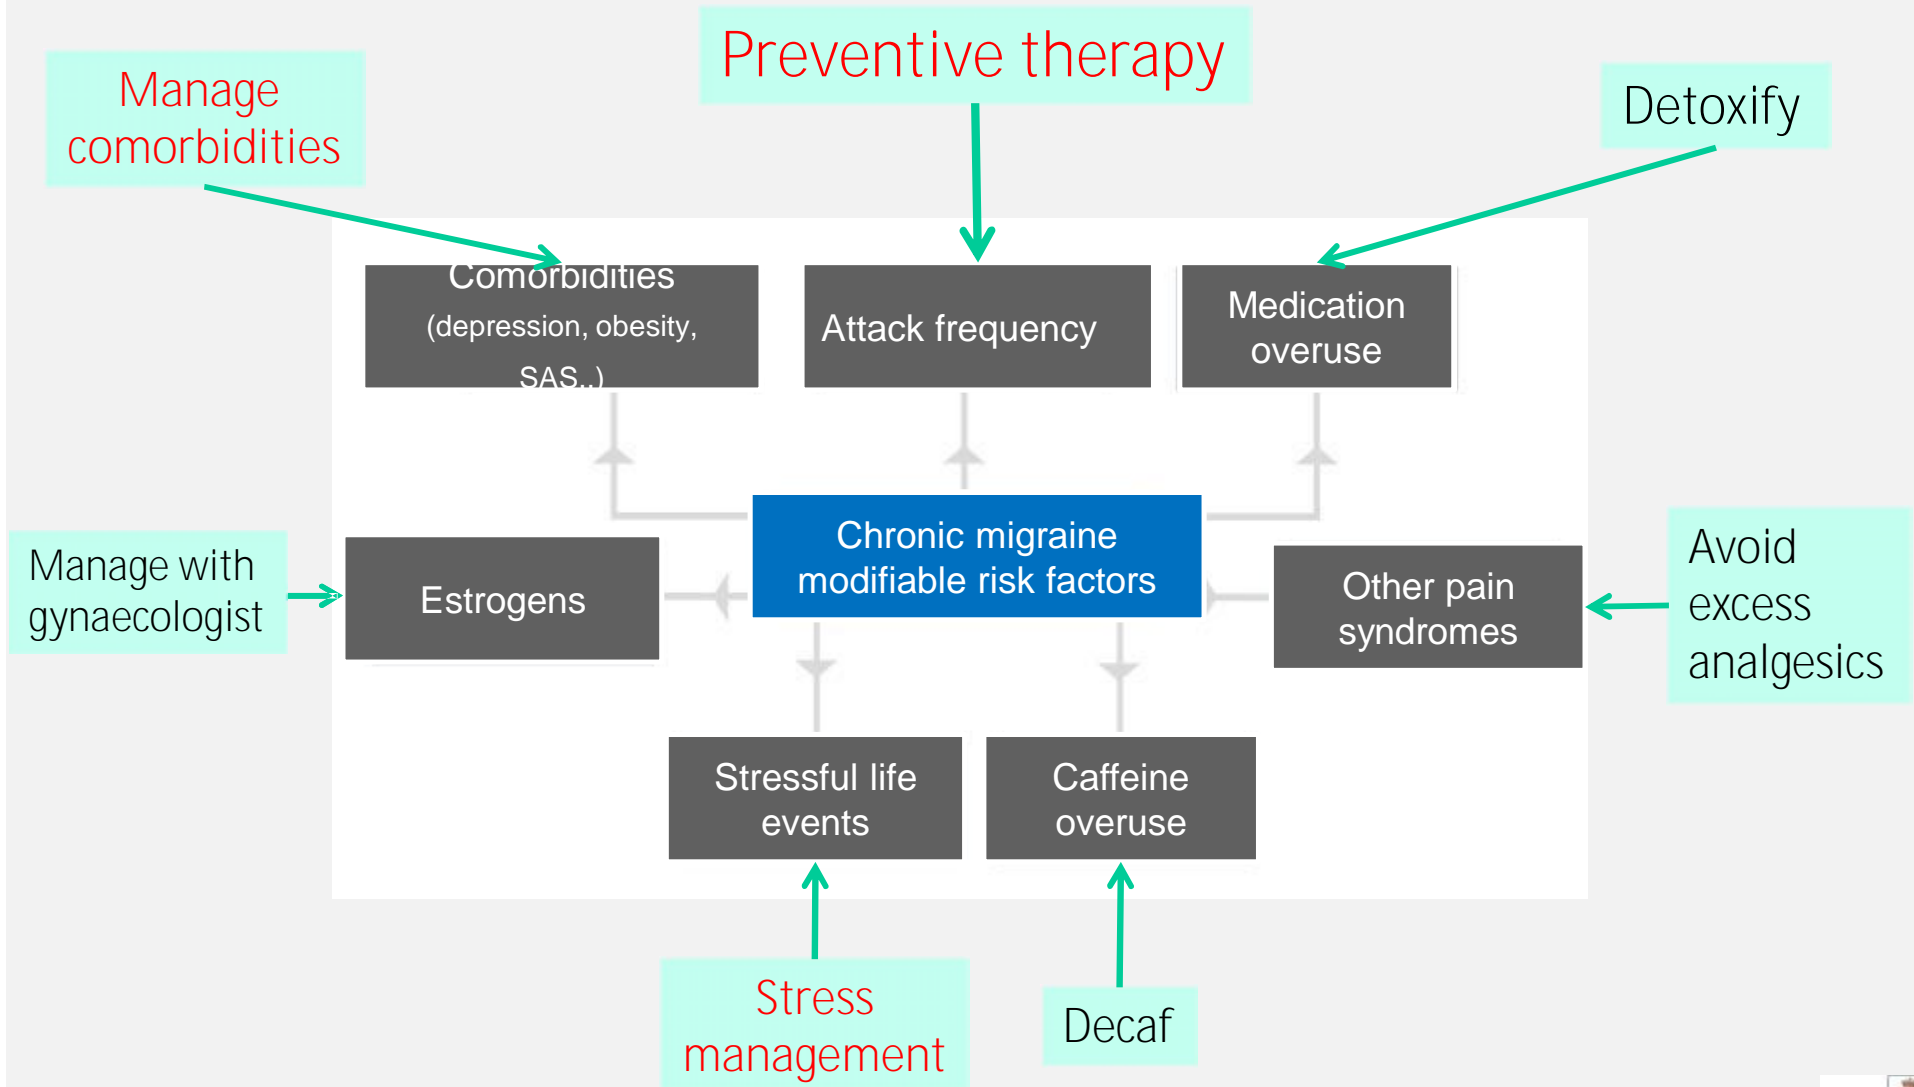 Preventive therapy
Manage
comorbidities
Detoxify
Comorbidities
(depression, obesity,
SAS..)
Attack frequency
Medication
overuse
Chronic migraine
modifiable risk factors
Manage with
gynaecologist
Estrogens
Other pain
syndromes
Avoid
excess
analgesics
Stressful life
events
Caffeine
overuse
Stress
management
Decaf